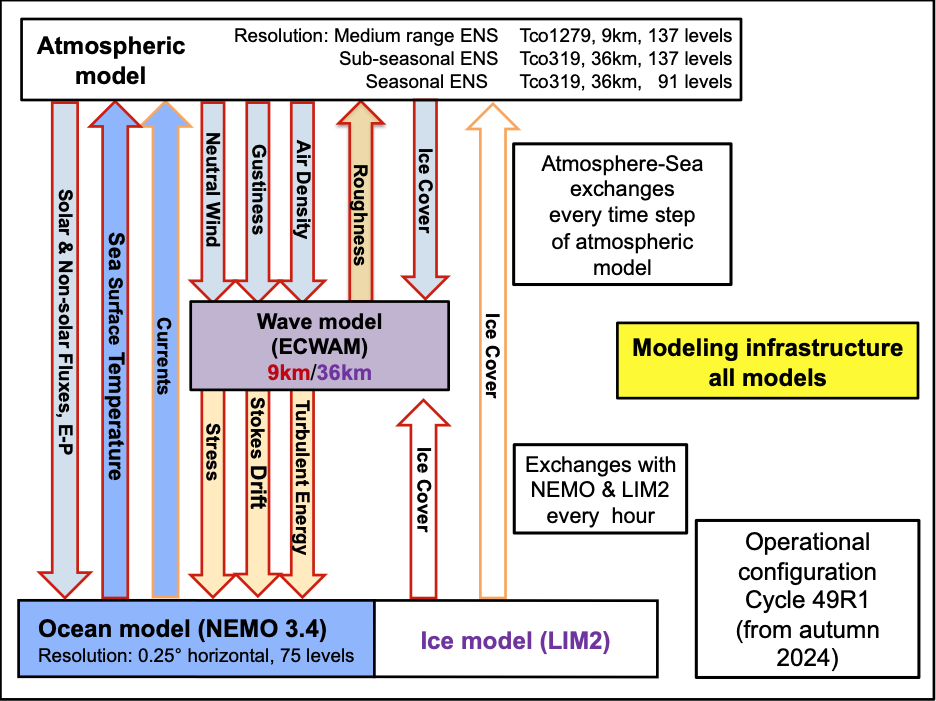 Atmospheric
model
Resolution: Medium range ENS Tco1279, 9km, 137 levels
Sub-seasonal ENS Tco319, 36km, 137 levels
Seasonal ENS Tco319, 36km, 91 levels
Solar & Non-solar Fluxes, E-P
Sea Surface Temperature
Currents
Neutral Wind
Gustiness
Air Density
Roughness
Ice Cover
Ice Cover
Atmosphere-Sea
exchanges
every time step
of atmospheric
model
Wave model
(ECWAM)
9km/36km
Modeling infrastructure
all models
Stress
Stokes Drift
Turbulent Energy
Ice Cover
Exchanges with
NEMO & LIM2
every hour
Operational
configuration
Cycle 49R1
(from autumn
2024)
Ocean model (NEMO 3.4)
Resolution: 0.25° horizontal, 75 levels
Ice model (LIM2)